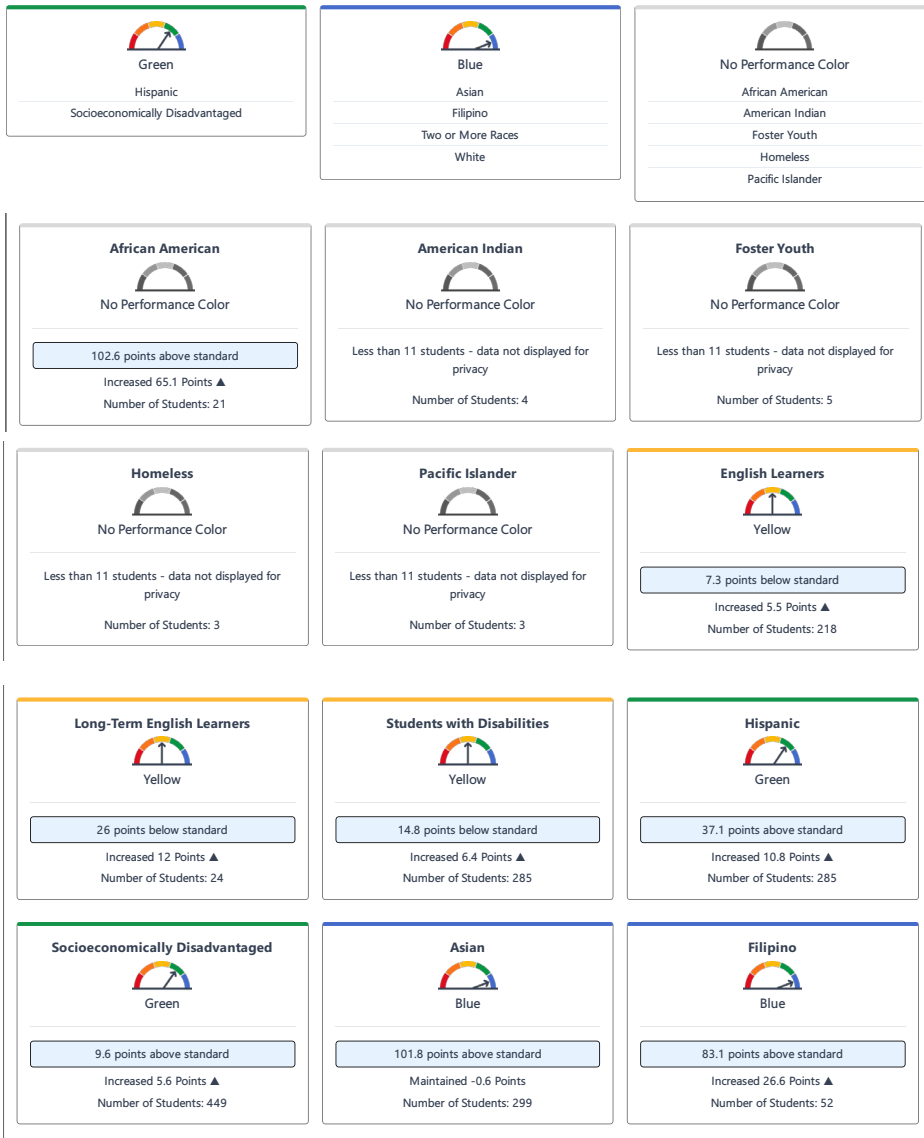 Green
Hispanic
Socioeconomically Disadvantaged
Blue
Asian
Filipino
Two or More Races
White
No Performance Color
African American
American Indian
Foster Youth
Homeless
Pacific Islander
African American
No Performance Color
102.6 points above standard
Increased 65.1 Points ▲
Number of Students: 21
American Indian
No Performance Color
Less than 11 students - data not displayed for
privacy
Number of Students: 4
Foster Youth
No Performance Color
Less than 11 students - data not displayed for
privacy
Number of Students: 5
Homeless
No Performance Color
Less than 11 students - data not displayed for
privacy
Number of Students: 3
Pacific Islander
No Performance Color
Less than 11 students - data not displayed for
privacy
Number of Students: 3
English Learners
Yellow
7.3 points below standard
Increased 5.5 Points ▲
Number of Students: 218
Long-Term English Learners
Yellow
26 points below standard
Increased 12 Points ▲
Number of Students: 24
Students with Disabilities
Yellow
14.8 points below standard
Increased 6.4 Points ▲
Number of Students: 285
Hispanic
Green
37.1 points above standard
Increased 10.8 Points ▲
Number of Students: 285
Socioeconomically Disadvantaged
Green
9.6 points above standard
Increased 5.6 Points ▲
Number of Students: 449
Asian
Blue
101.8 points above standard
Maintained -0.6 Points
Number of Students: 299
Filipino
Blue
83.1 points above standard
Increased 26.6 Points ▲
Number of Students: 52